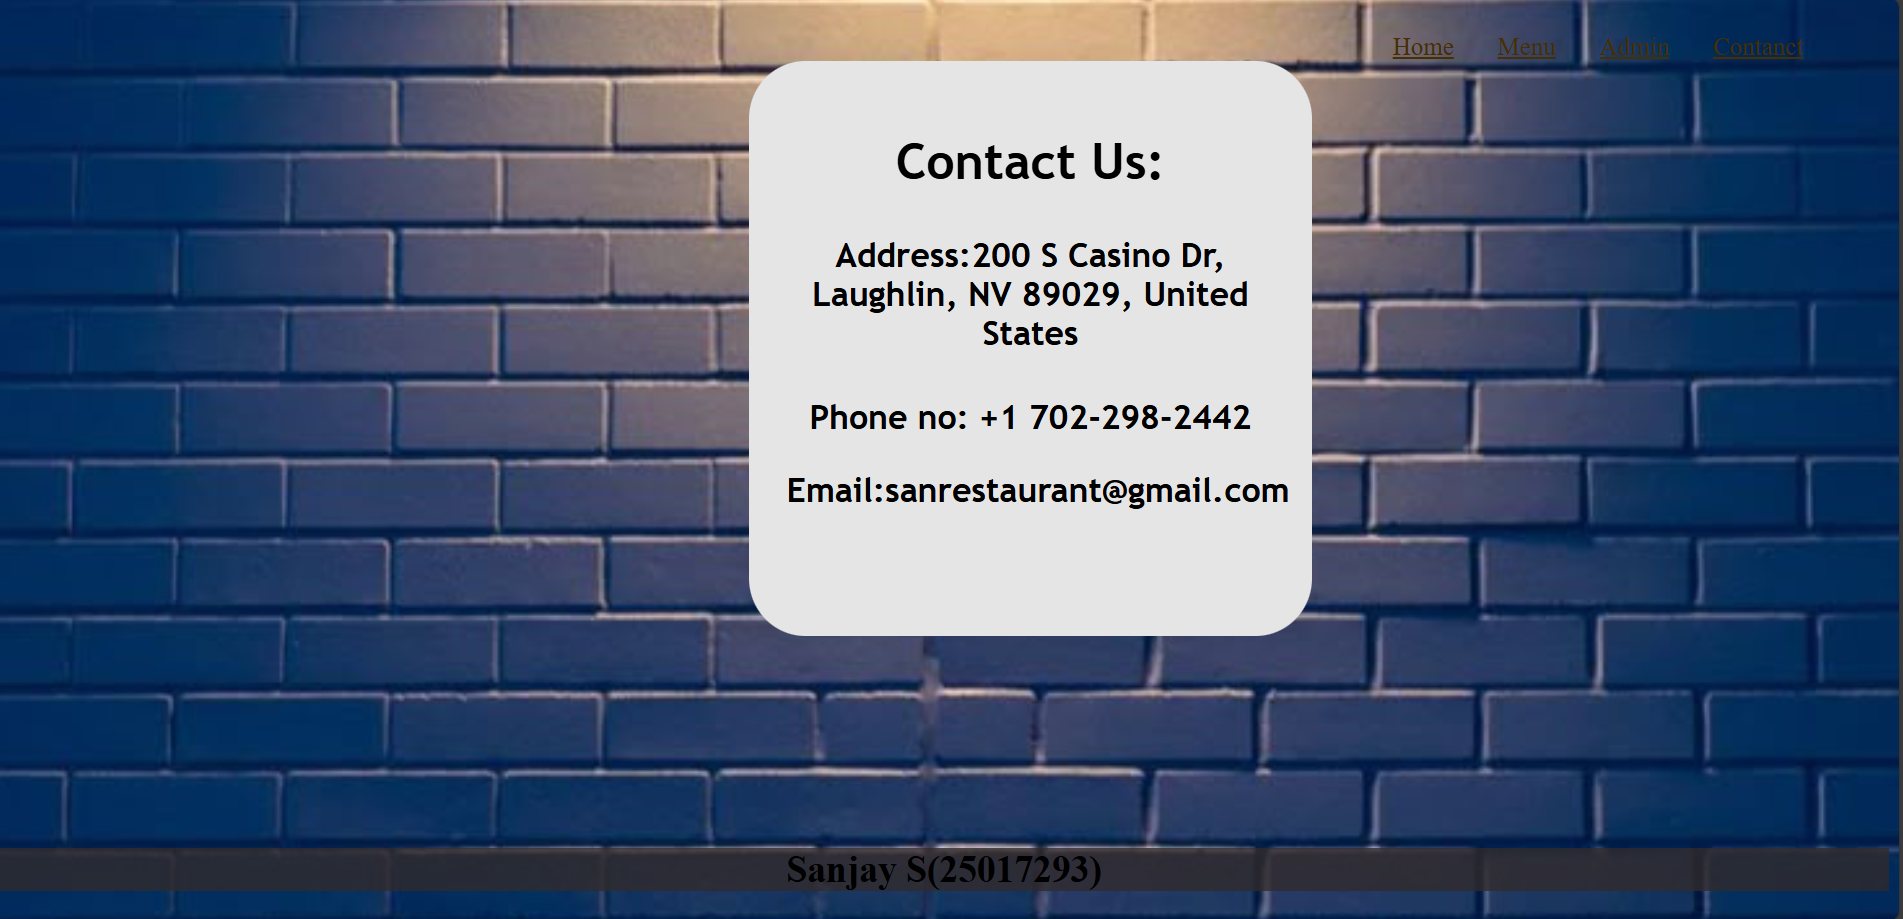 Home Menu Admin Contanct
Contact Us:
Address:200 S Casino Dr,
Laughlin, NV 89029, United
States
Phone no: +1 702-298-2442
Email:sanrestaurant@gmail.com
Sanjay S(25017293)